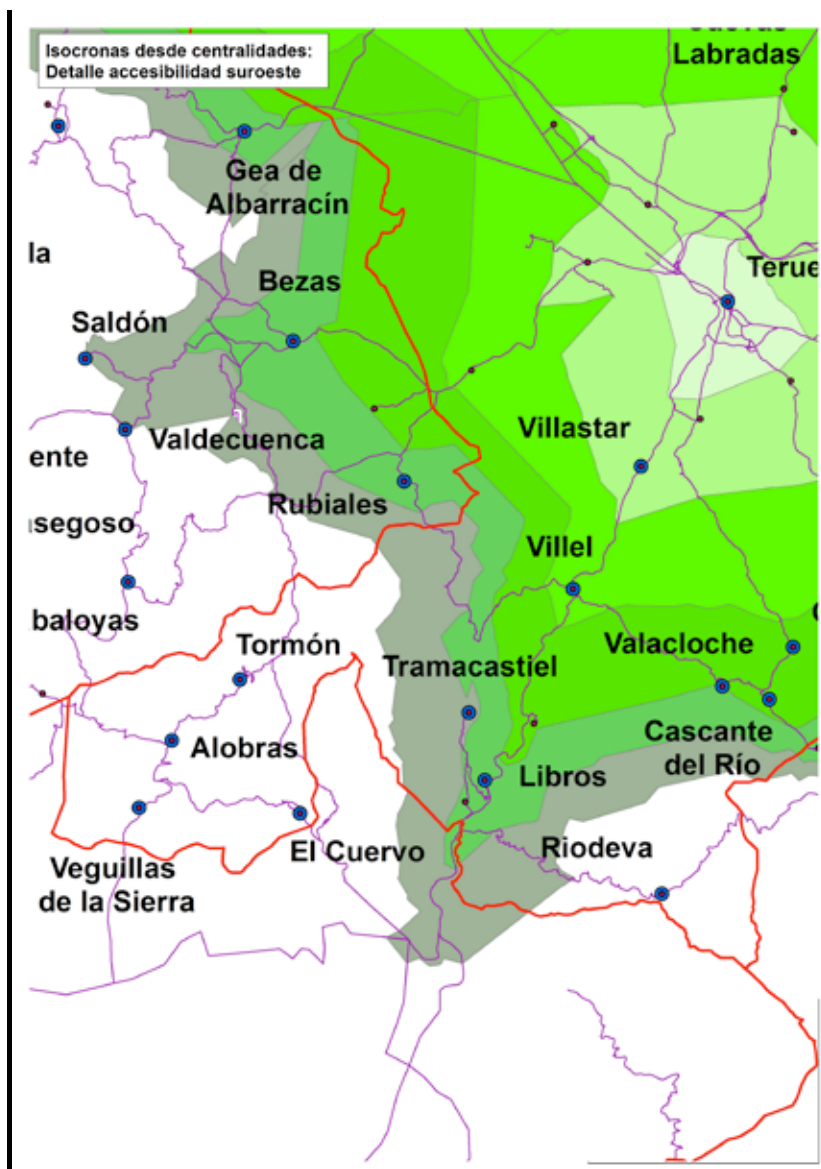 Isocronas desde centralidades:
Detalle accesibilidad suroeste
Labradas
Gea de
Albarracín
la
Bezas
Terue
Saldón
Villastar
Valdecuenca
ente
Rubiales
segoso
Villel
baloyas
Tormón
Valacloche
Tramacastiel
Alobras
Cascante
del Río
Libros
El Cuervo
Riodeva
Veguillas
de la Sierra